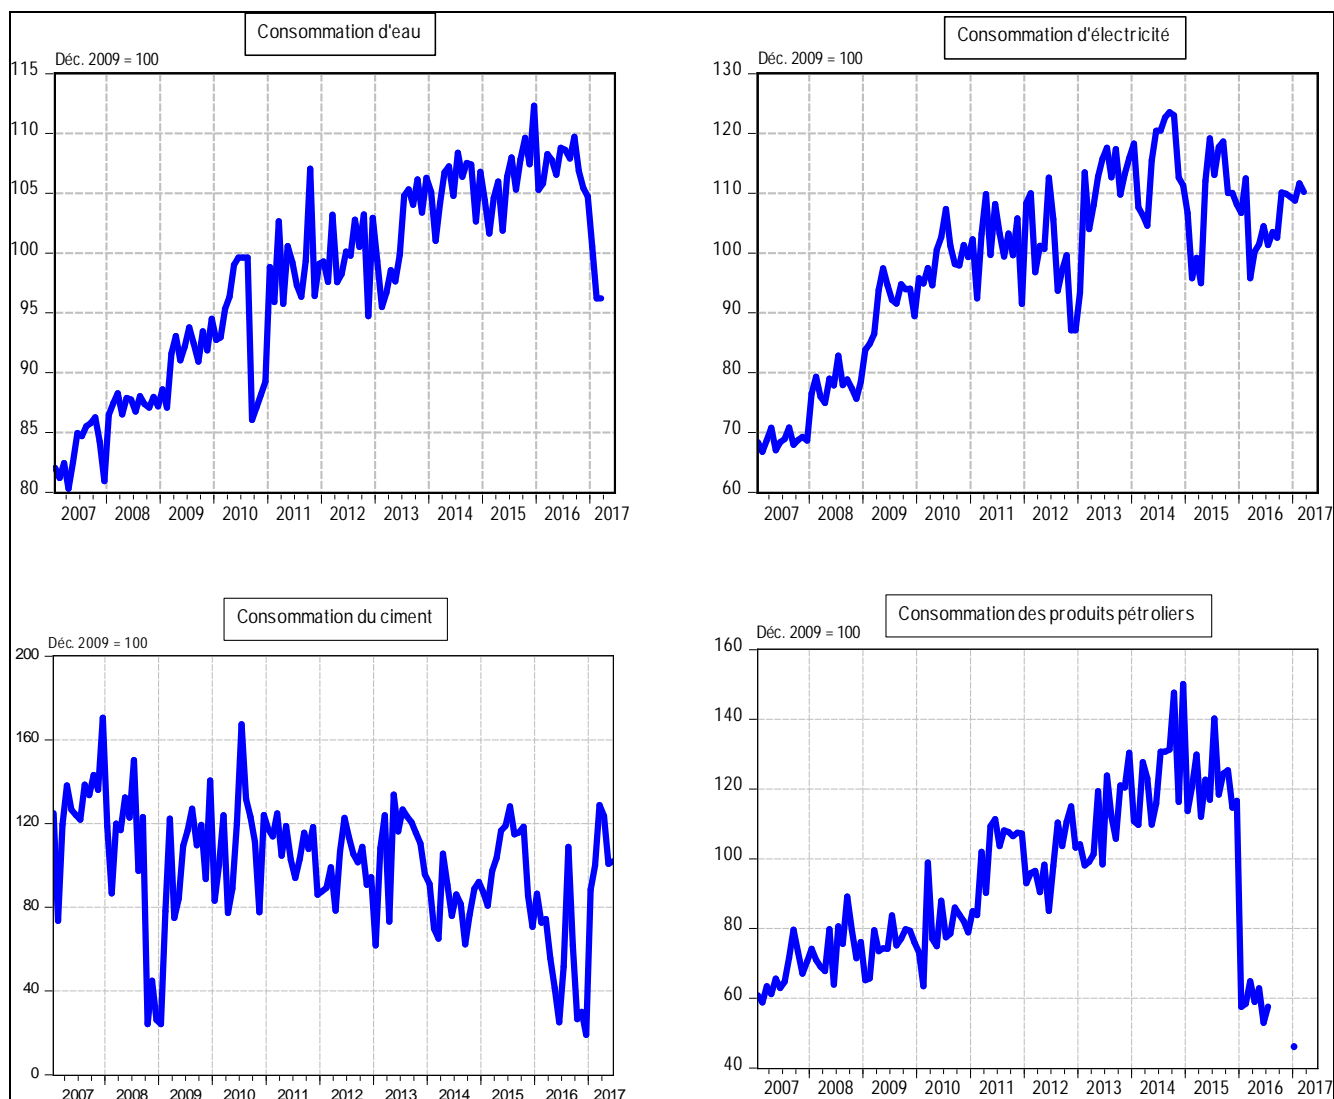 Consommation d'eau
Déc. 2009 = 100
115
110
105
100
95
90
85
80
2007 2008 2009 2010 2011 2012 2013 2014 2015 2016 2017
Consommation d'électricité
Déc. 2009 = 100
130
120
110
100
90
80
70
60
2007 2008 2009 2010 2011 2012 2013 2014 2015 2016 2017
Consommation du ciment
Déc. 2009 = 100
200
160
120
80
40
0
2007 2008 2009 2010 2011 2012 2013 2014 2015 2016 2017
Consommation des produits pétroliers
Déc. 2009 = 100
160
140
120
100
80
60
40
2007 2008 2009 2010 2011 2012 2013 2014 2015 2016 2017